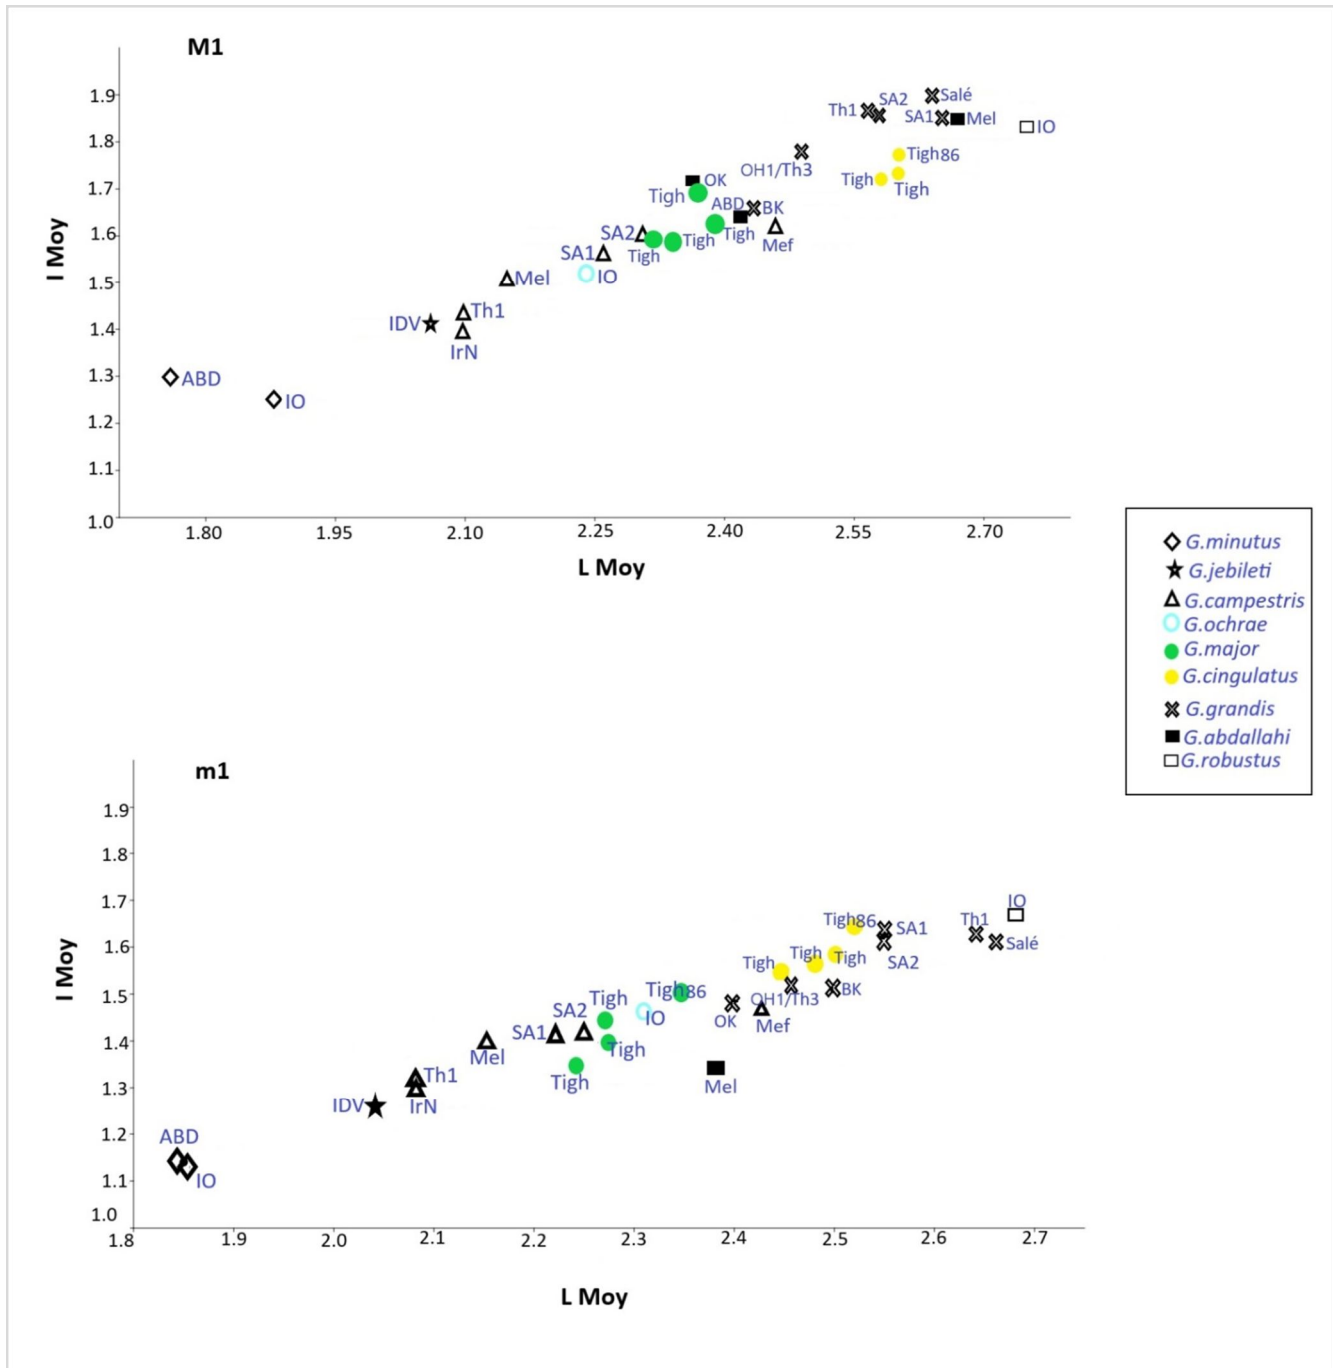 M1
I Moy
1.9
1.8
1.7
1.6
1.5
1.4
1.3
1.2
1.1
1.0
Th1
SA2
Salé
SA1
Mel
IO
Tigh86
OH1/Th3
Tigh
Tigh
OK
Tigh
ABD
BK
SA2
Tigh
Tigh
Tigh
Mef
SA1
IO
Mel
Th1
IDV
IrN
ABD
IO
1.80
1.95
2.10
2.25
2.40
2.55
2.70
L Moy
G.minutus
G.jebileti
G.campestris
G.ochrae
G.major
G.cingulatus
G.grandis
G.abdallahi
G.robustus
m1
I Moy
1.9
1.8
1.7
1.6
1.5
1.4
1.3
1.2
1.1
1.0
IO
Tigh86
SA1
Th1
Salé
Tigh
Tigh
Tigh
SA2
Tigh86
Tigh
OH1/Th3
BK
SA2
IO
OK
Mef
SA1
Mel
Tigh
Tigh
Mel
Th1
IDV
IrN
ABD
IO
1.8
1.9
2.0
2.1
2.2
2.3
2.4
2.5
2.6
2.7
L Moy